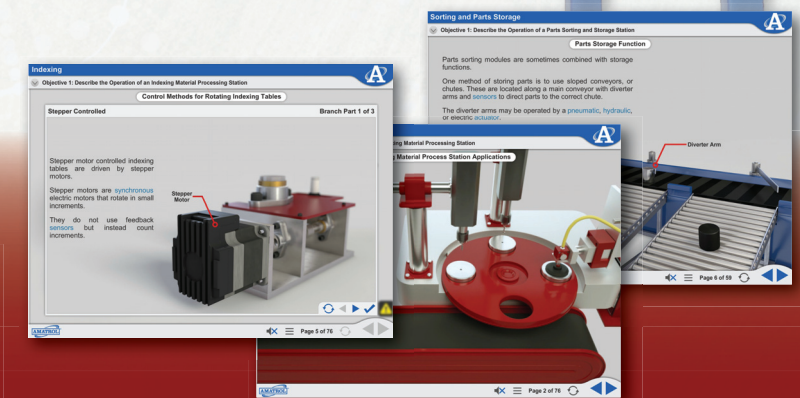 Indexing
Objective 1: Describe the Operation of an Indexing Material Processing Station
Control Methods for Rotating Indexing Tables
Stepper Controlled
Branch Part 1 of 3
Stepper motor controlled indexing
tables are driven by stepper
motors.
Stepper motors are synchronous
electric motors that rotate in small
increments.
They do not use feedback
sensors but instead count
increments.
Stepper
Motor
AMATROL
Page 5 of 76
Material Processing Station
Material Process Station Applications
AMATROL
Page 2 of 76
Sorting and Parts Storage
Objective 1: Describe the Operation of a Parts Sorting and Storage Station
Parts Storage Function
Parts sorting modules are sometimes combined with storage
functions.
One method of storing parts is to use sloped conveyors, or
chutes. These are located along a main conveyor with diverter
arms and sensors to direct parts to the correct chute.
The diverter arms may be operated by a pneumatic, hydraulic,
or electric actuator.
Diverter Arm
Page 6 of 59